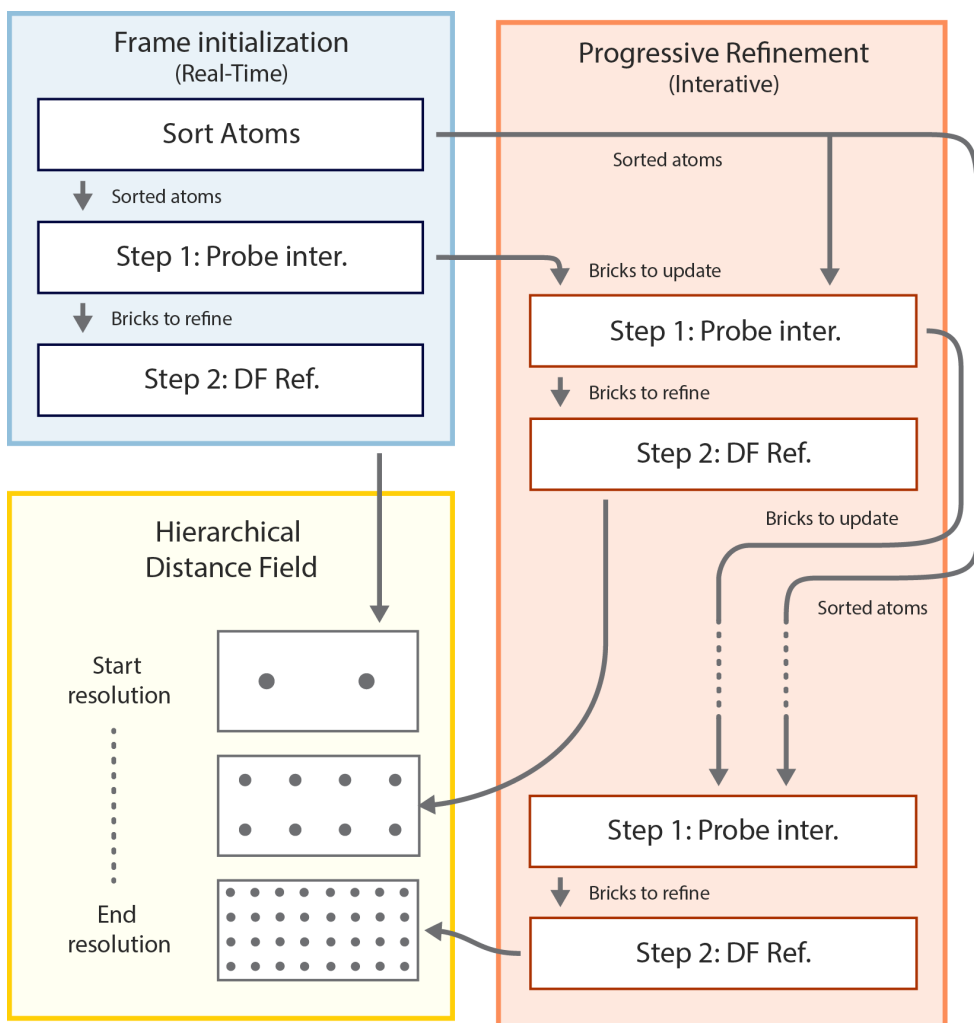 Frame initialization
(Real-Time)
Sort Atoms
Sorted atoms
Step 1: Probe inter.
Bricks to refine
Step 2: DF Ref.
Progressive Refinement
(Interative)
Sorted atoms
Bricks to update
Step 1: Probe inter.
Bricks to refine
Step 2: DF Ref.
Bricks to update
Sorted atoms
Step 1: Probe inter.
Bricks to refine
Step 2: DF Ref.
Hierarchical
Distance Field
Start
resolution
End
resolution